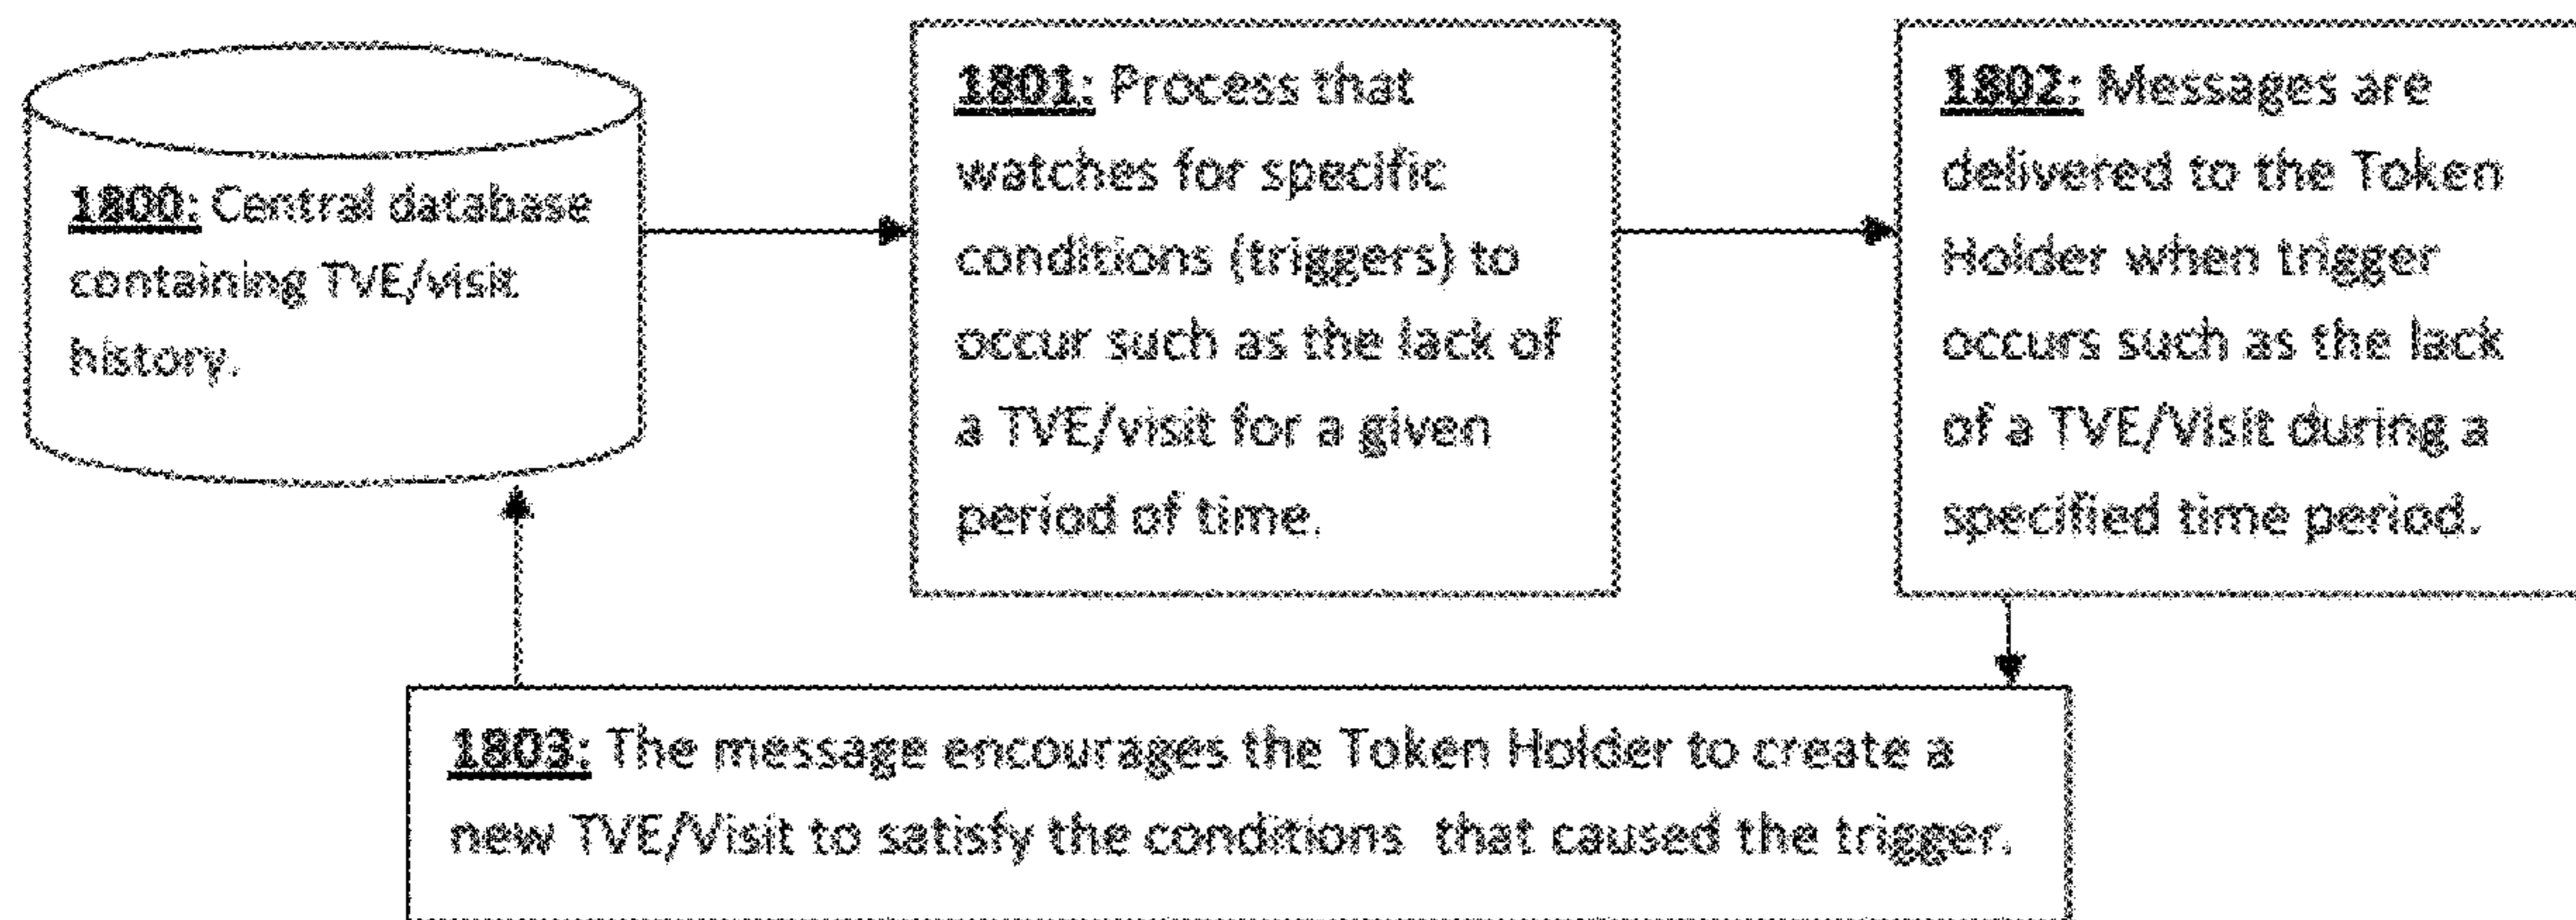 1800: Central database
containing TVE/visit
history.
1801: Process that
watches for specific
conditions (triggers) to
occur such as the lack of
a TVE/visit for a given
period of time.
1802: Messages are
delivered to the Token
Holder when trigger
occurs such as the lack
of a TVE/Visit during a
specified time period.
1803: The message encourages the Token Holder to create a
new TVE/Visit to satisfy the conditions  that caused the trigger.